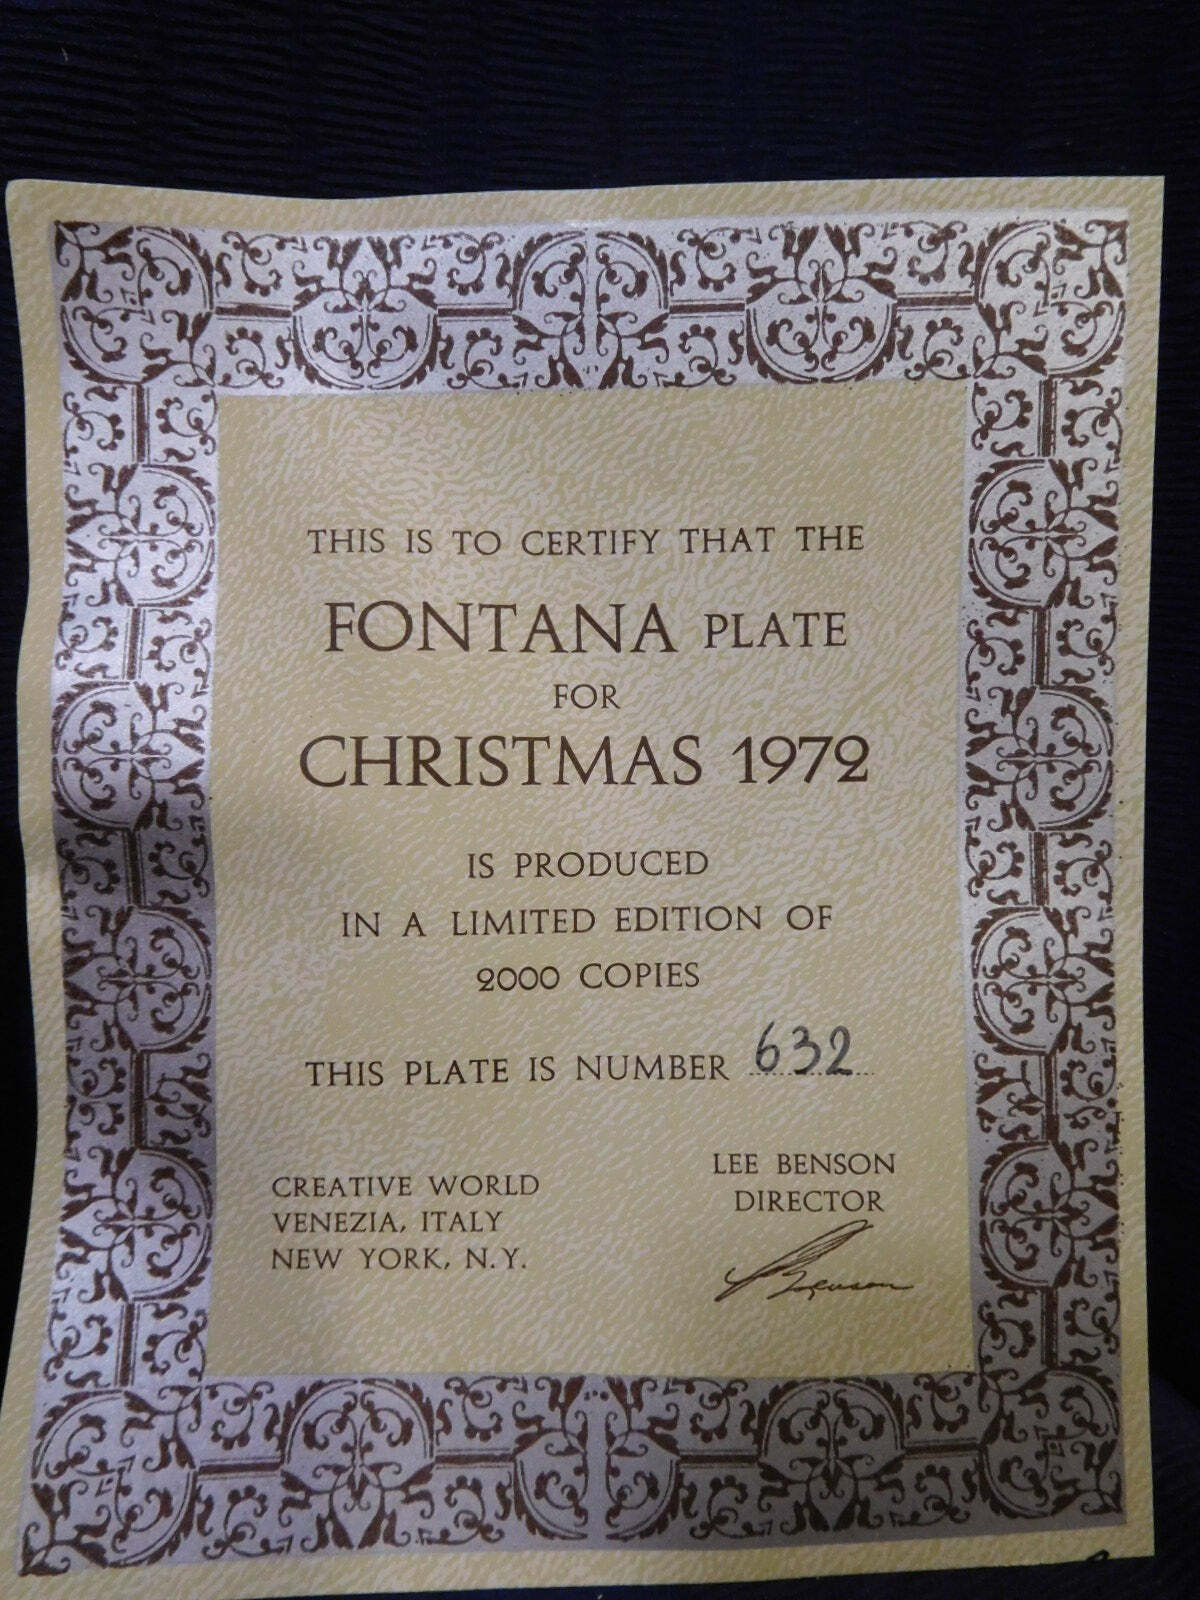 THIS IS TO CERTIFY THAT THE
FONTANA PLATE
FOR
CHRISTMAS 1972
IS PRODUCED
IN A LIMITED EDITION OF
2000 COPIES
THIS PLATE IS NUMBER 632
CREATIVE WORLD
VENEZIA, ITALY
NEW YORK, N.Y.
LEE BENSON
DIRECTOR